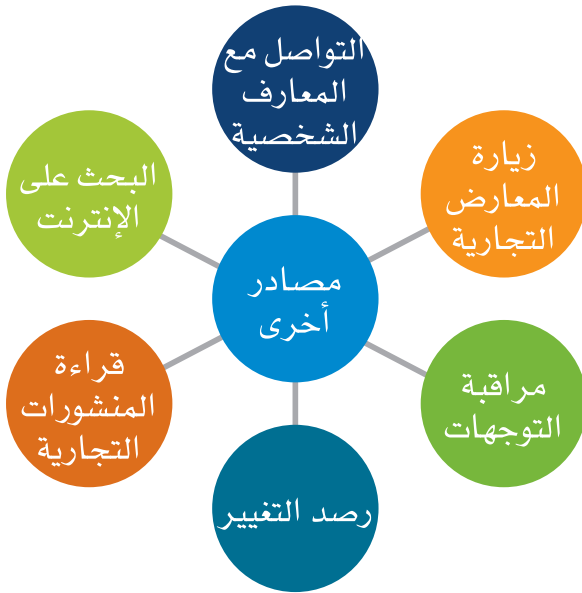 التواصل مع
المعارف
الشخصية
زيارة
المعارض
التجارية
البحث على
الإنترنت
مصادر
أخرى
مراقبة
التوجهات
قراءة
المنشورات
التجارية
رصد التغيير